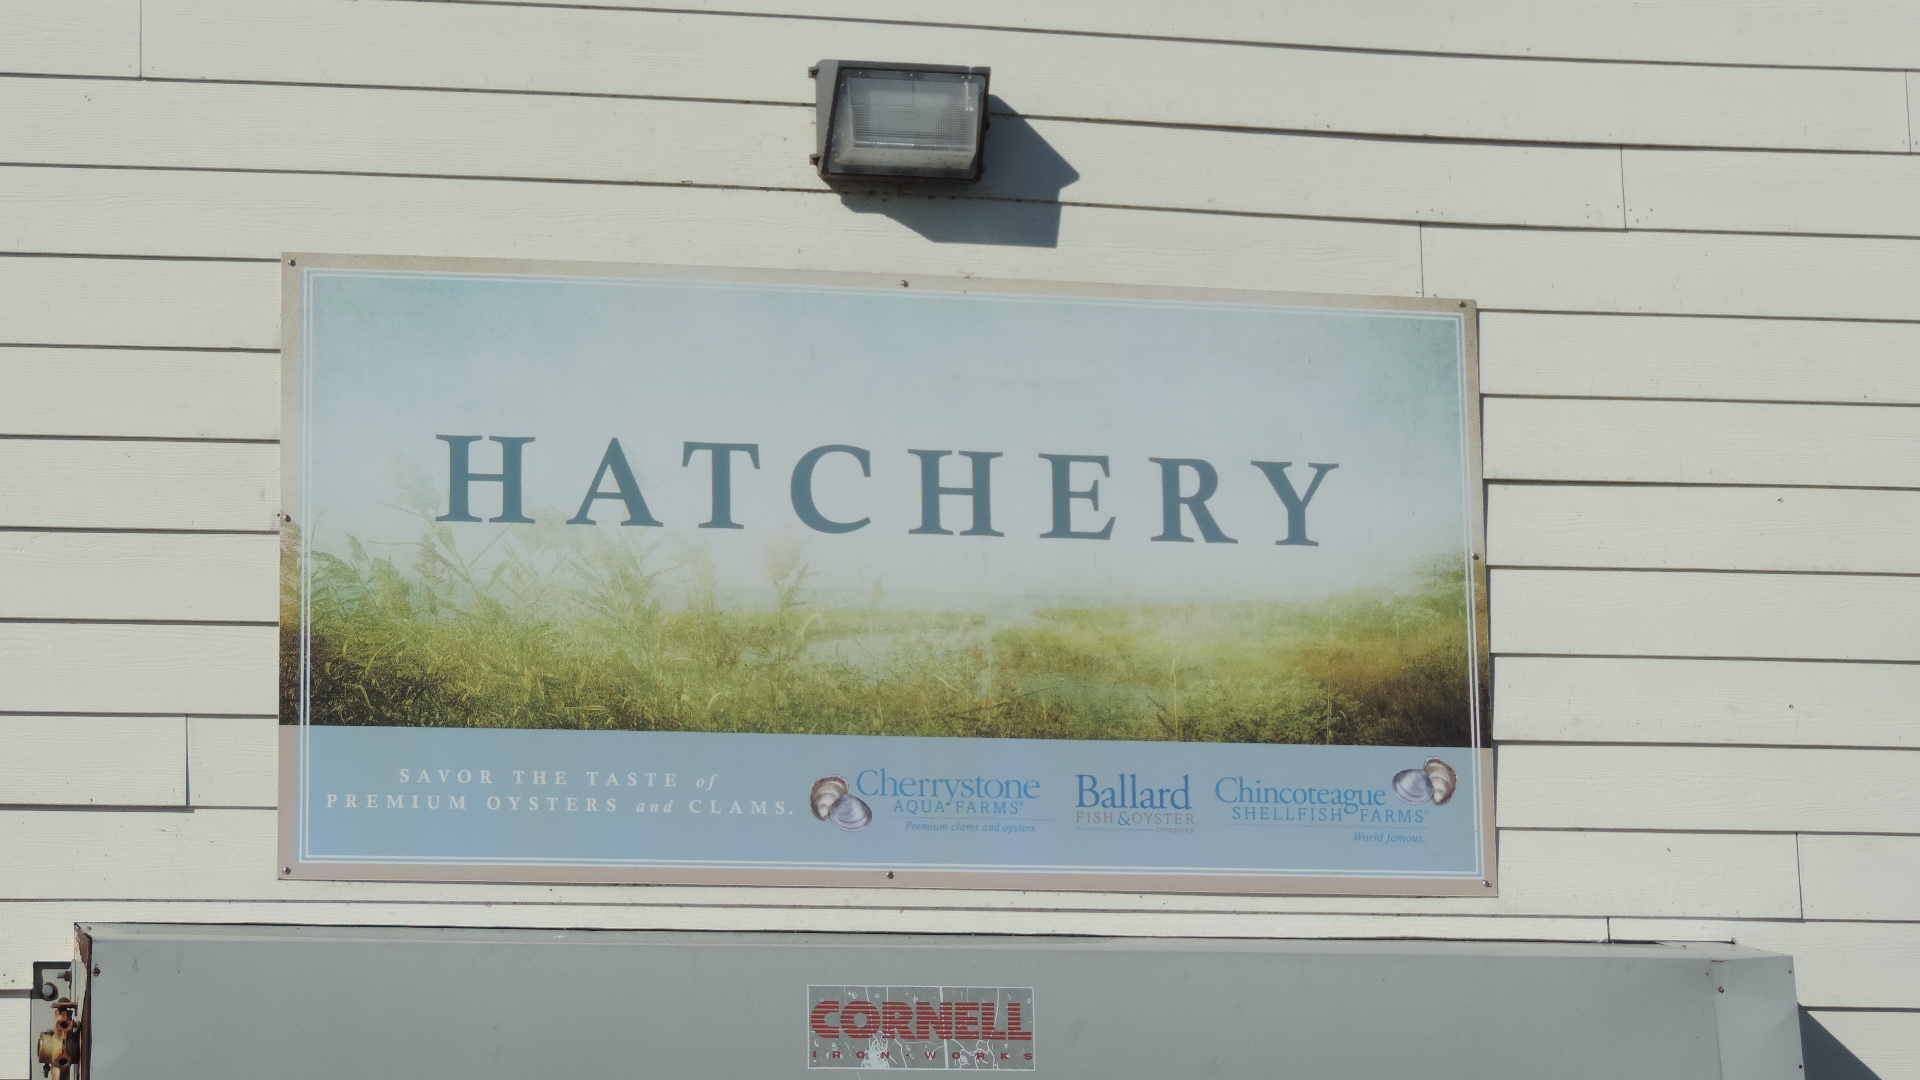 HATCHERY
SAVOR THE TASTE of
PREMIUM OYSTERS and CLAMS.
Cherrystone
AQUA FARMS®
Premium clams and oysters.
Ballard
FISH & OYSTER
company
Chincoteague
SHELLFISH FARMS®
World famous.
CORNELL
IRON WORKS